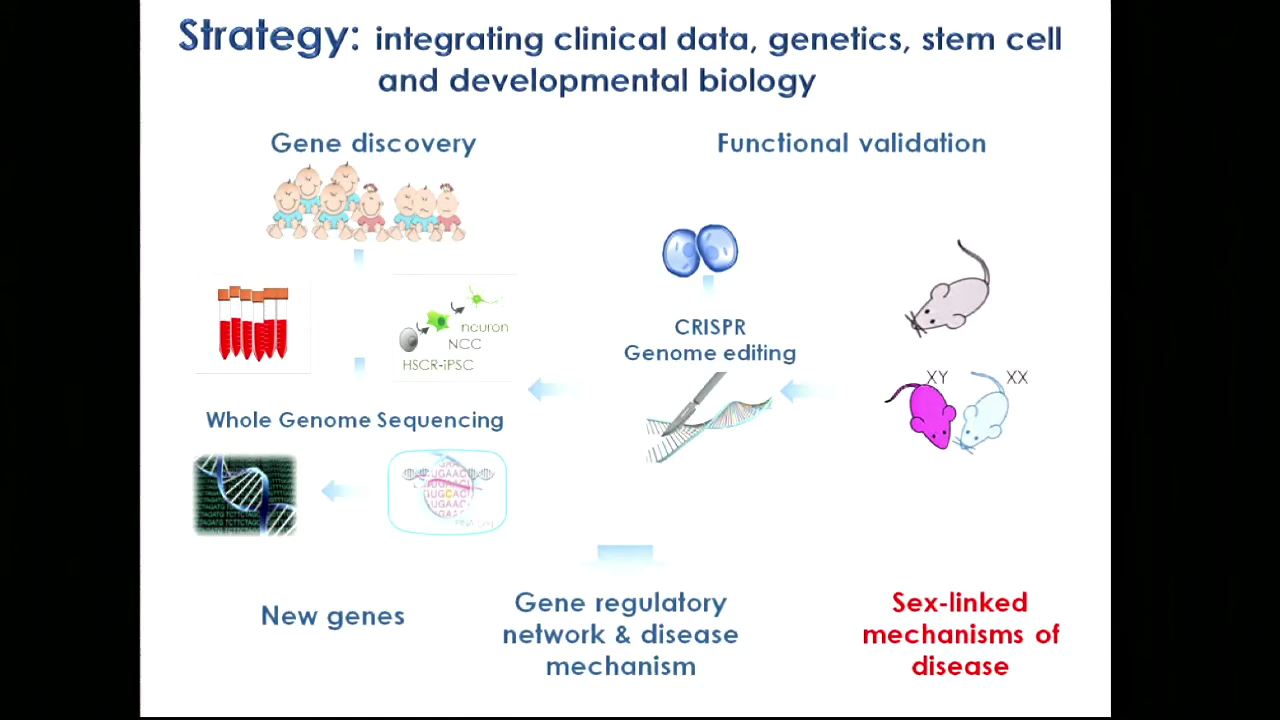 Strategy: integrating clinical data, genetics, stem cell
and developmental biology
Gene discovery
Functional validation
neuron
NCC
HSCR-iPSC
CRISPR
Genome editing
XY
XX
Whole Genome Sequencing
UGAAC
New genes
Gene regulatory
network & disease
mechanism
Sex-linked
mechanisms of
disease